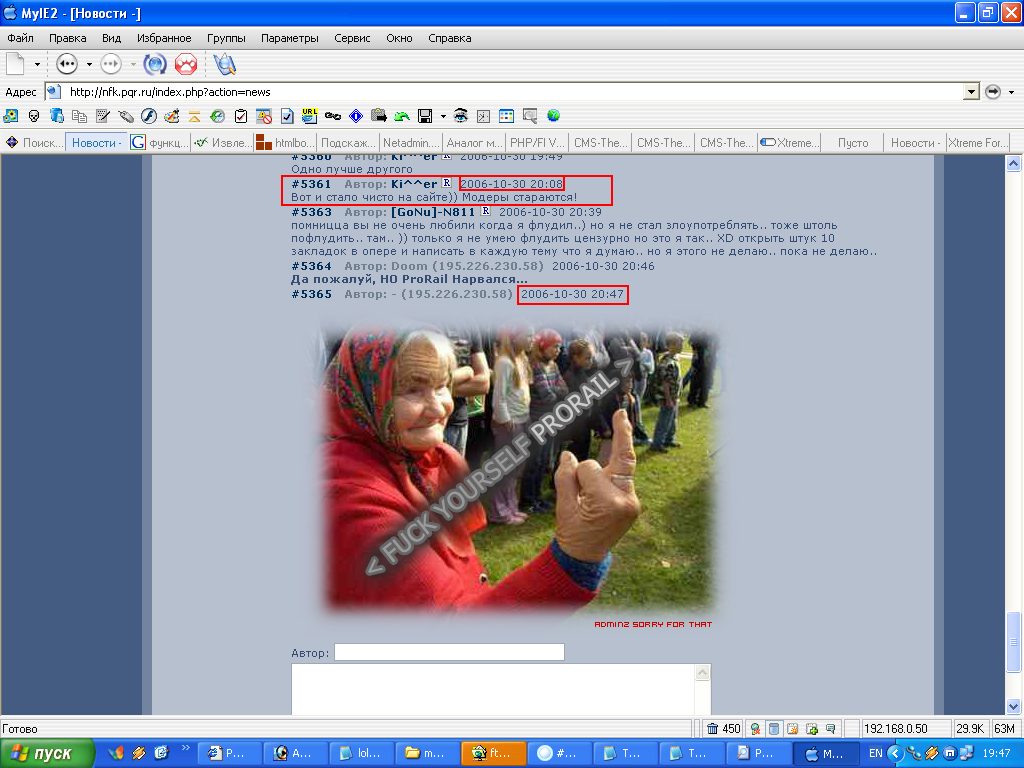 MyIE2 - [Новости -]
Файл Правка Вид Избранное Группы Параметры Сервис Окно Справка
Адрес http://nfk.pqr.ru/index.php?action=news
URL
Поиск... Новости - G функц... Извле... htmlbo... Подскаж... Netadmin.... Аналог м... PHP/FI V... CMS-The... CMS-The... CMS-The... Xtreme... Пусто Новости - Xtreme For...
#5360 Автор: Ki^^er R 2006-10-30 19:49
Одно лучше другого
#5361 Автор: Ki^^er R 2006-10-30 20:08
Вот и стало чисто на сайте)) Модеры стараются!
#5363 Автор: [GoNu]-N811 R 2006-10-30 20:39
помницца вы не очень любили когда я флудил..) но я не стал злоупотреблять.. тоже штоль
пофлудить.. там.. )) только я не умею флудить цензурно но это я так.. XD открыть штук 10
закладок в опере и написать в каждую тему что я думаю.. но я этого не делаю.. пока не делаю..
#5364 Автор: Doom (195.226.230.58) 2006-10-30 20:46
Да пожалуй, НО ProRail Нарвался...
#5365 Автор: - (195.226.230.58) 2006-10-30 20:47
< FUCK YOURSELF PRORAIL >
ADMINZ SORRY FOR THAT
Автор:
Готово 450 192.168.0.50 29.9K 63M
пуск P... A... lol... m... ft... #... T... T... P... M... EN 19:47